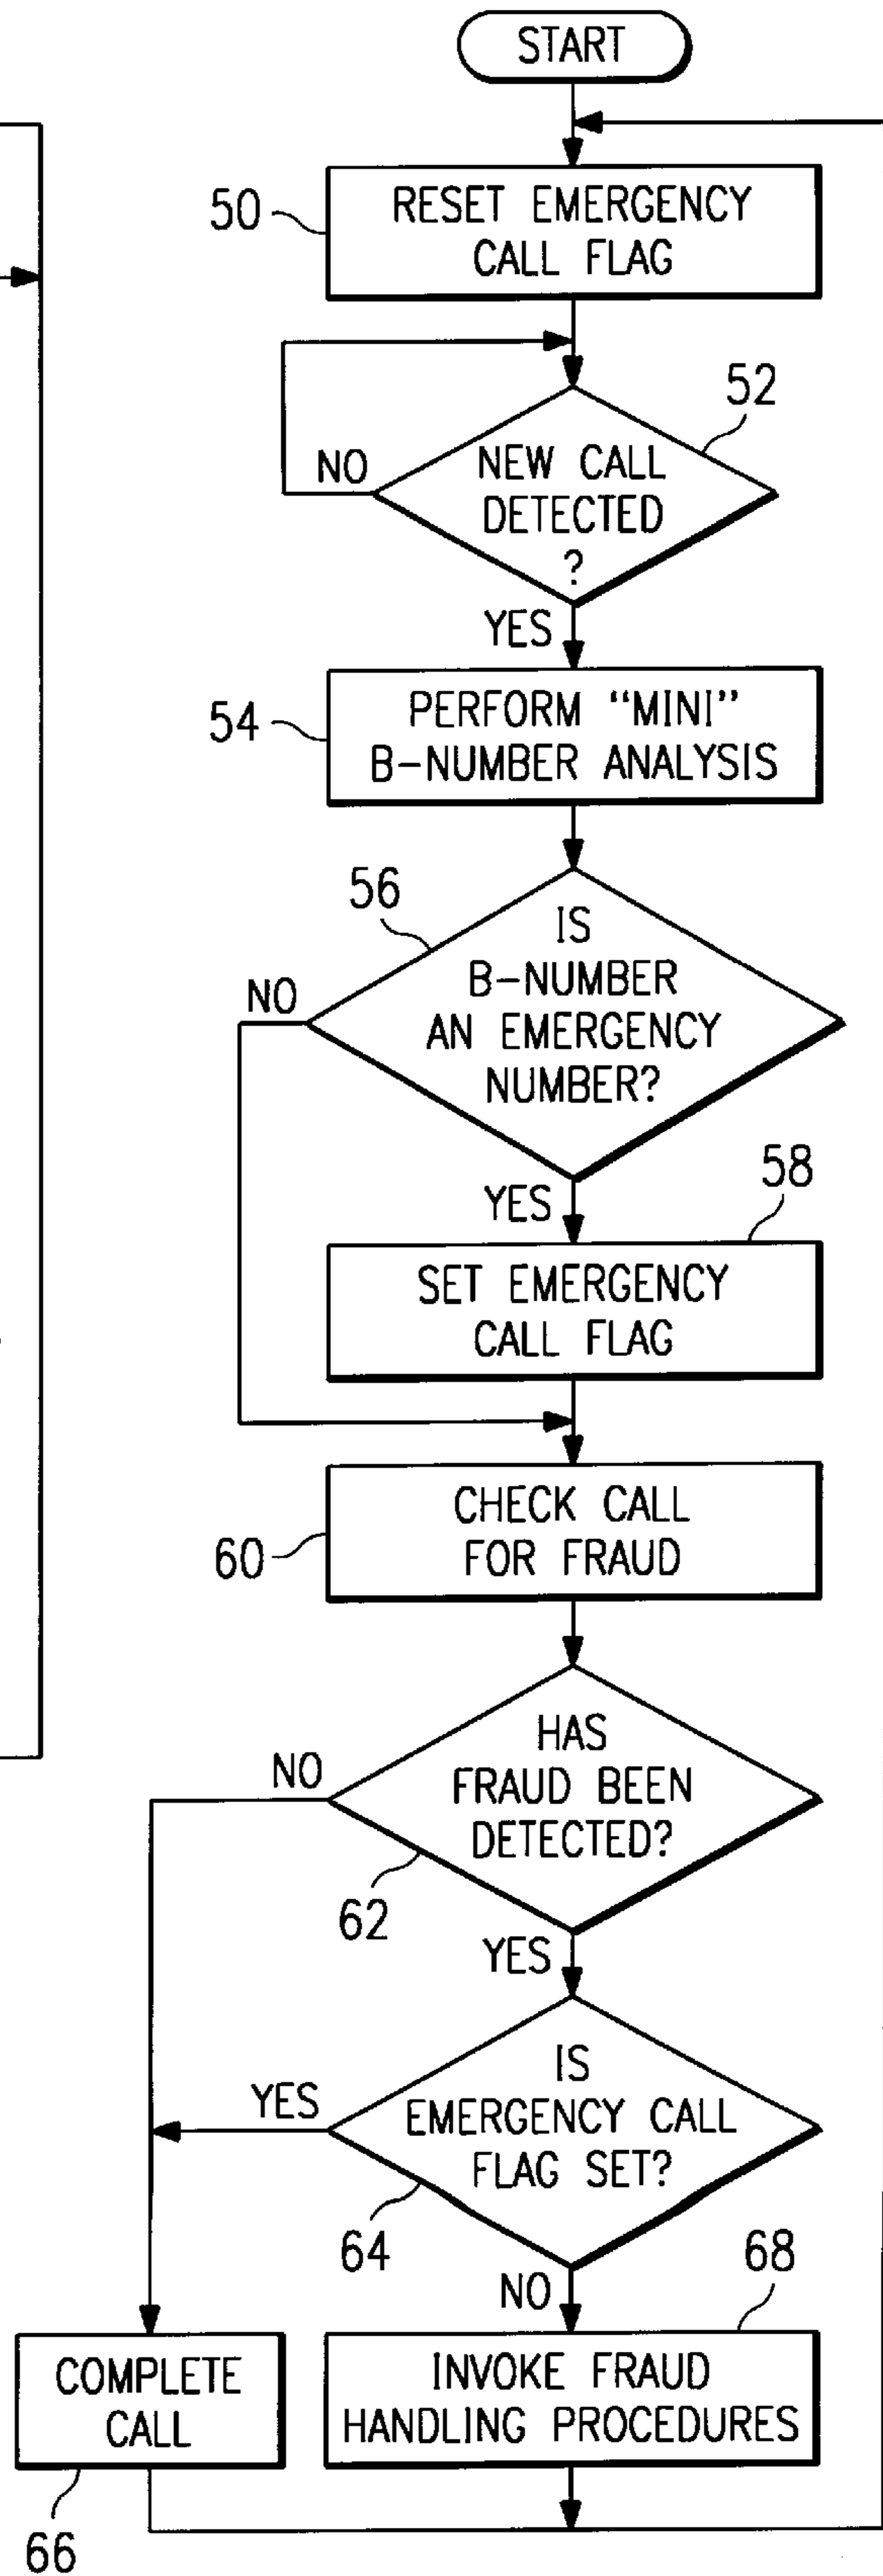 START
50
RESET EMERGENCY
CALL FLAG
52
NO
NEW CALL
DETECTED
?
YES
54
PERFORM “MINI”
B-NUMBER ANALYSIS
56
NO
IS
B-NUMBER
AN EMERGENCY
NUMBER?
YES
58
SET EMERGENCY
CALL FLAG
60
CHECK CALL
FOR FRAUD
NO
HAS
FRAUD BEEN
DETECTED?
62
YES
YES
IS
EMERGENCY CALL
FLAG SET?
64
NO
68
COMPLETE
CALL
INVOKE FRAUD
HANDLING PROCEDURES
66